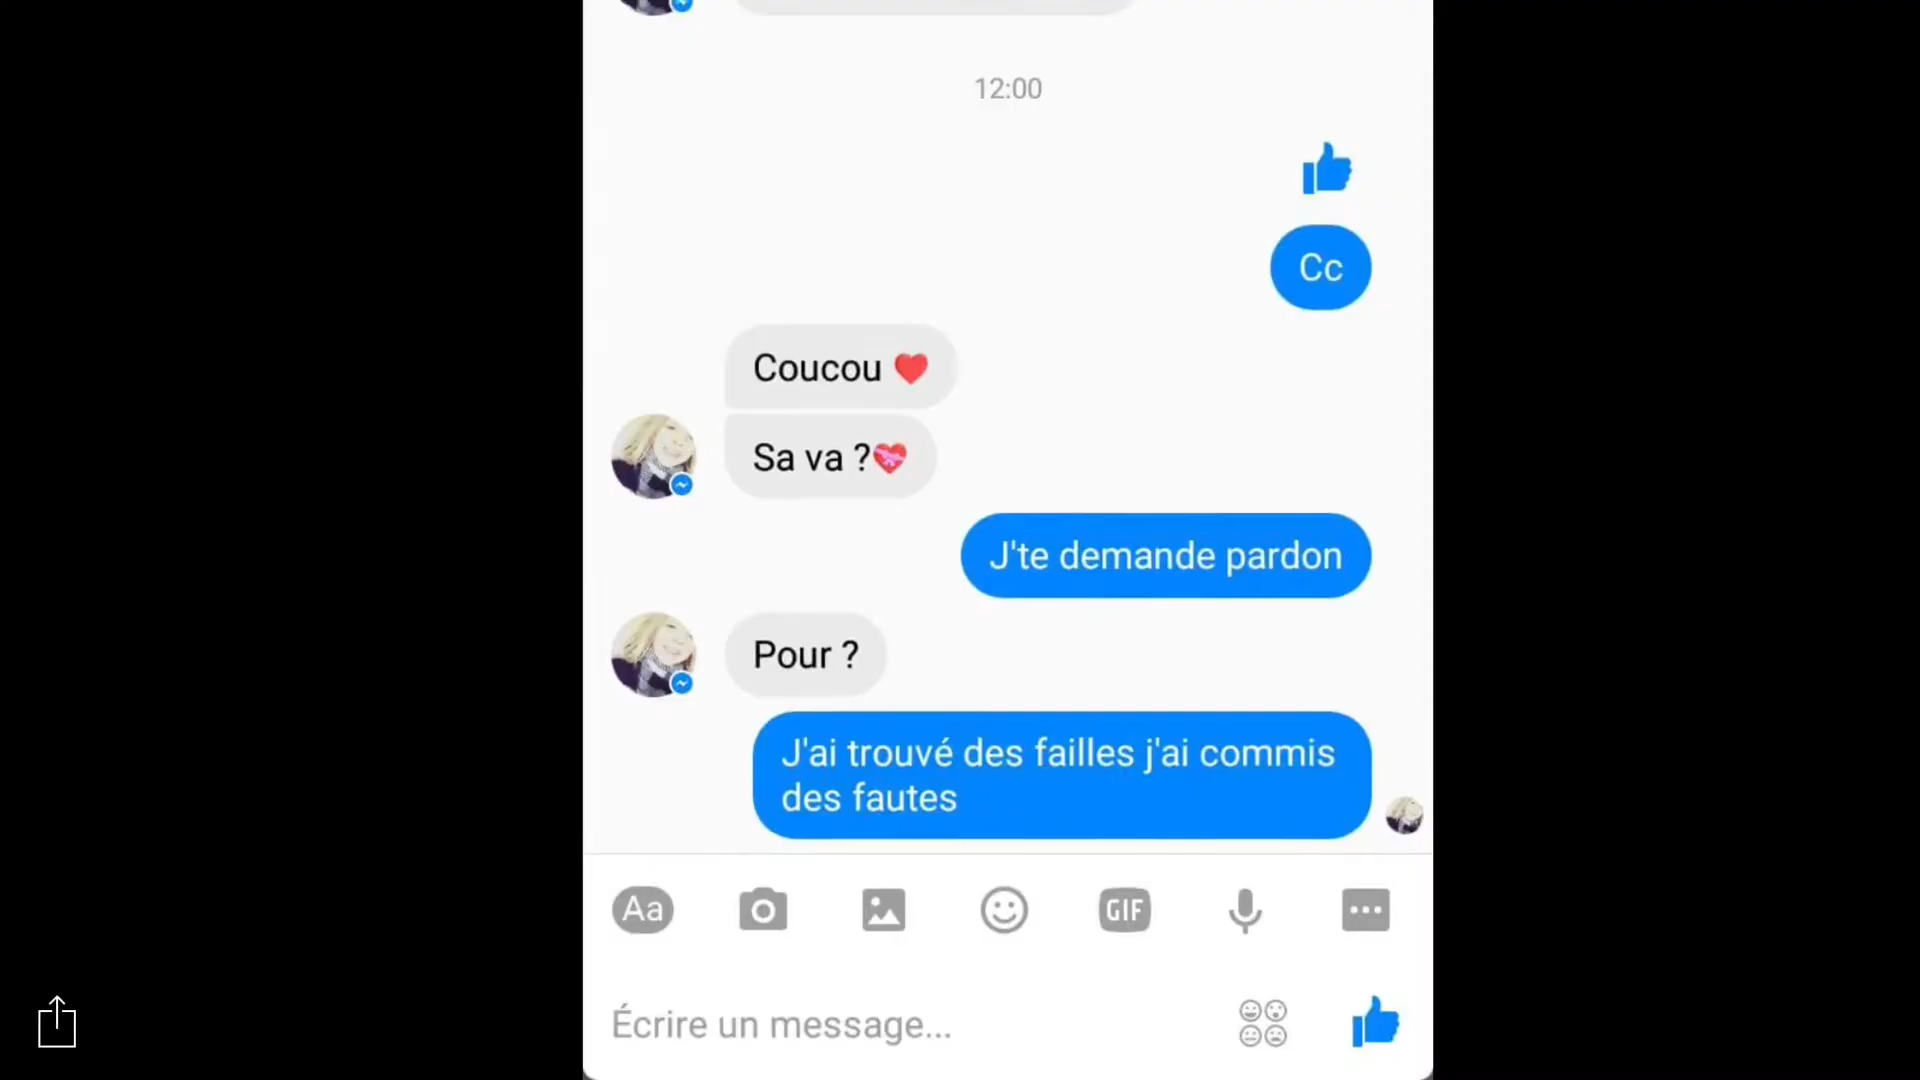 12:00
Cc
Coucou ❤️
Sa va ?💝
J'te demande pardon
Pour ?
J'ai trouvé des failles j'ai commis
des fautes
Aa
GIF
Écrire un message...